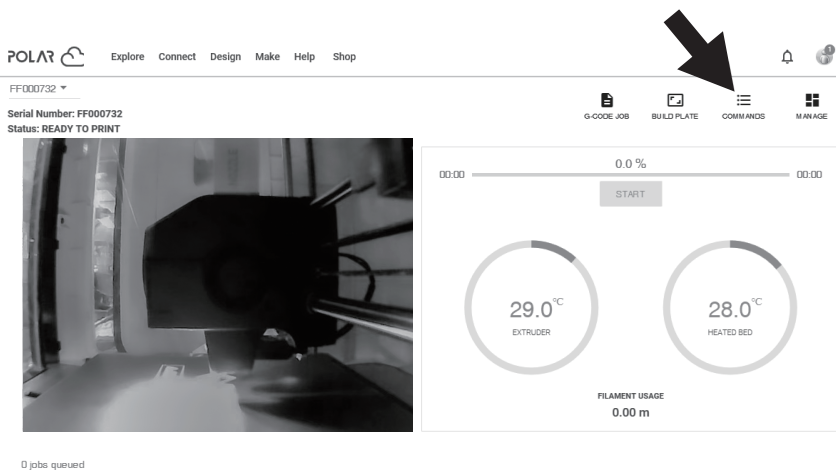 POLAR
Explore Connect Design Make Help Shop
1
FF000732
Serial Number: FF000732
Status: READY TO PRINT
G-CODE JOB
BUILD PLATE
COMMANDS
MANAGE
0.0 %
00:00
00:00
START
29.0°C
EXTRUDER
28.0°C
HEATED BED
FILAMENT USAGE
0.00 m
0 jobs queued